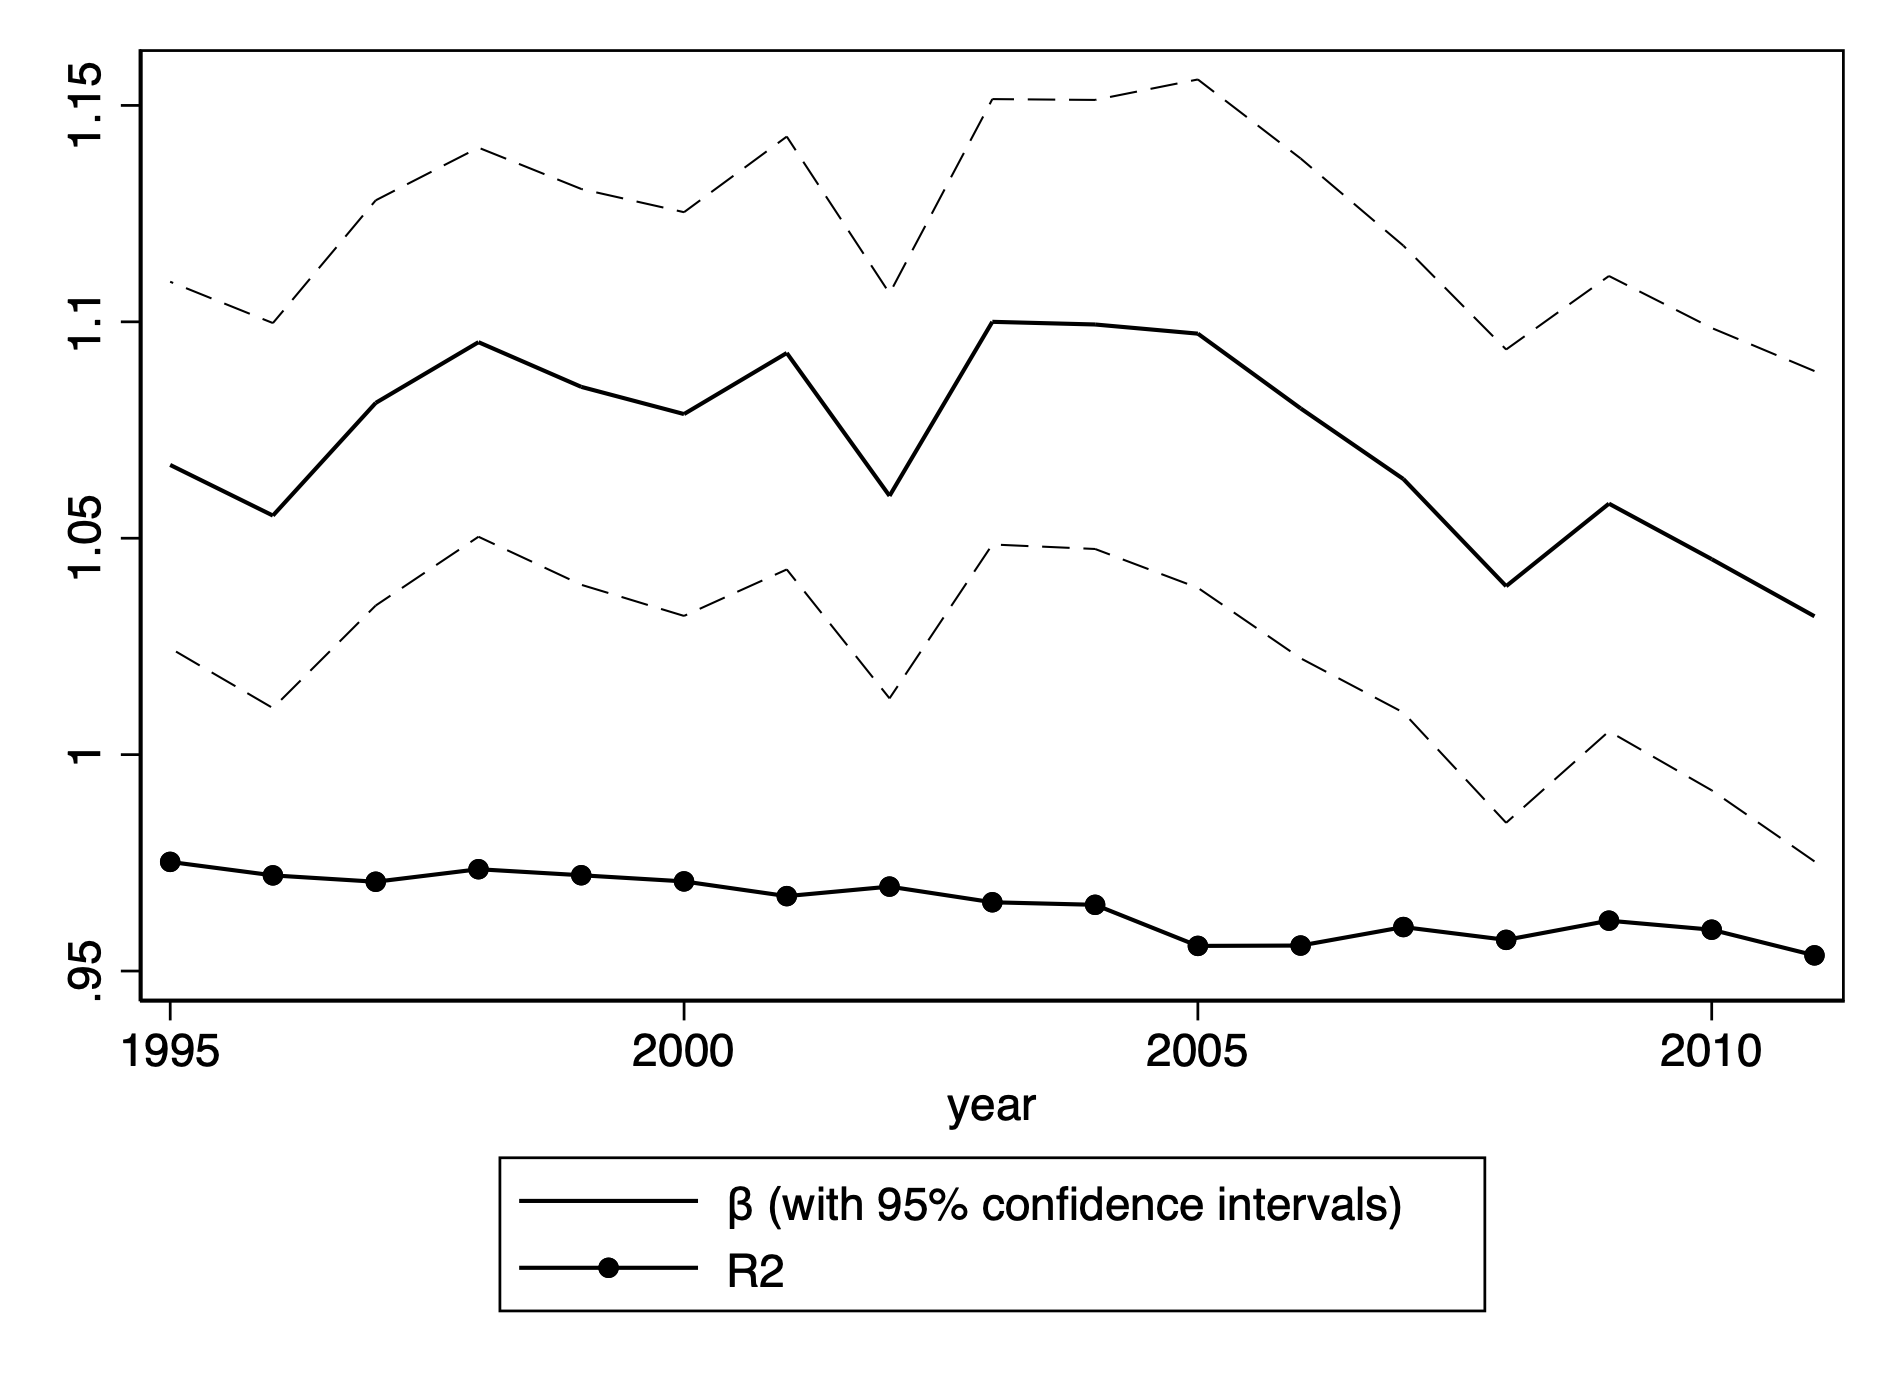 1.15
1.1
1.05
1
.95
1995 2000 2005 2010
year
β (with 95% confidence intervals)
R2